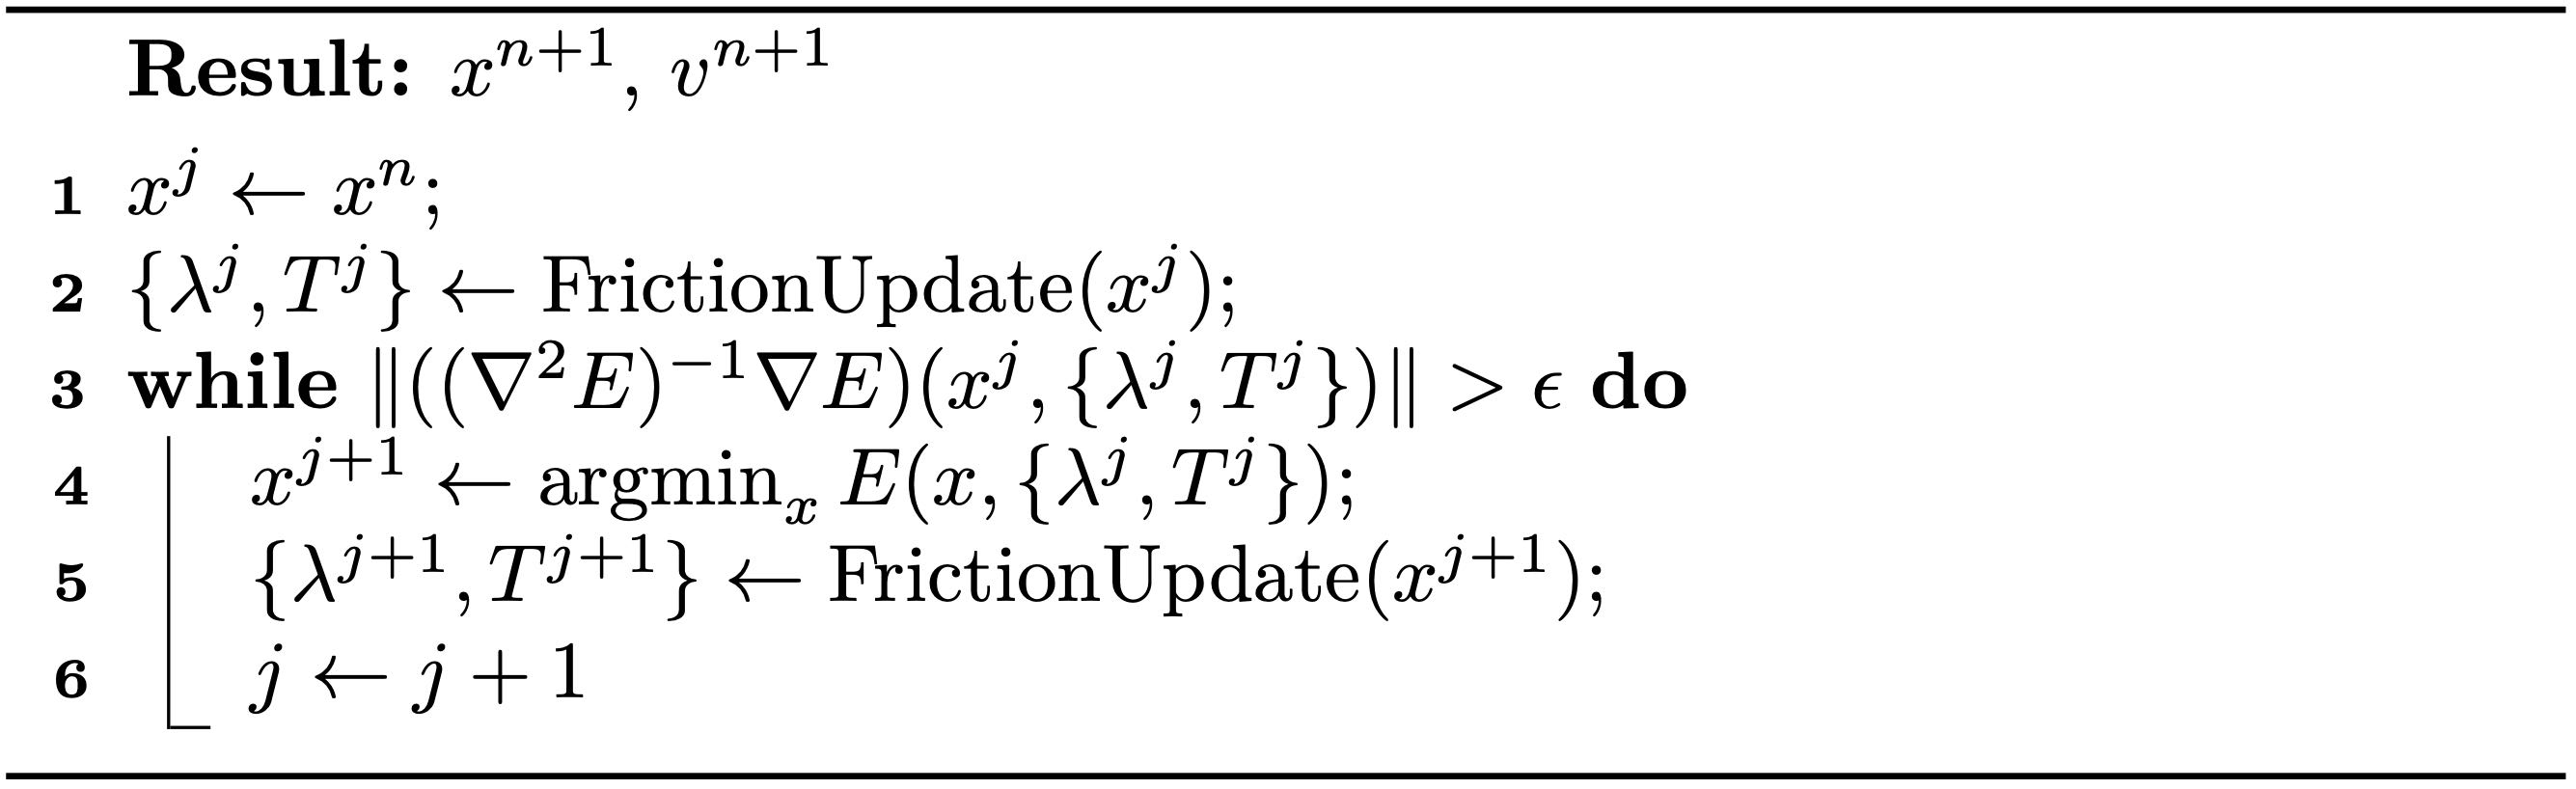 Result: $x^{n+1}, v^{n+1}$
1 $x^j \leftarrow x^n$;
2 $\{\lambda^j, T^j\} \leftarrow \text{FrictionUpdate}(x^j)$;
3 while $\|((\nabla^2 E)^{-1} \nabla E)(x^j, \{\lambda^j, T^j\})\| > \epsilon$ do
4 $x^{j+1} \leftarrow \text{argmin}_x E(x, \{\lambda^j, T^j\})$;
5 $\{\lambda^{j+1}, T^{j+1}\} \leftarrow \text{FrictionUpdate}(x^{j+1})$;
6 $j \leftarrow j + 1$